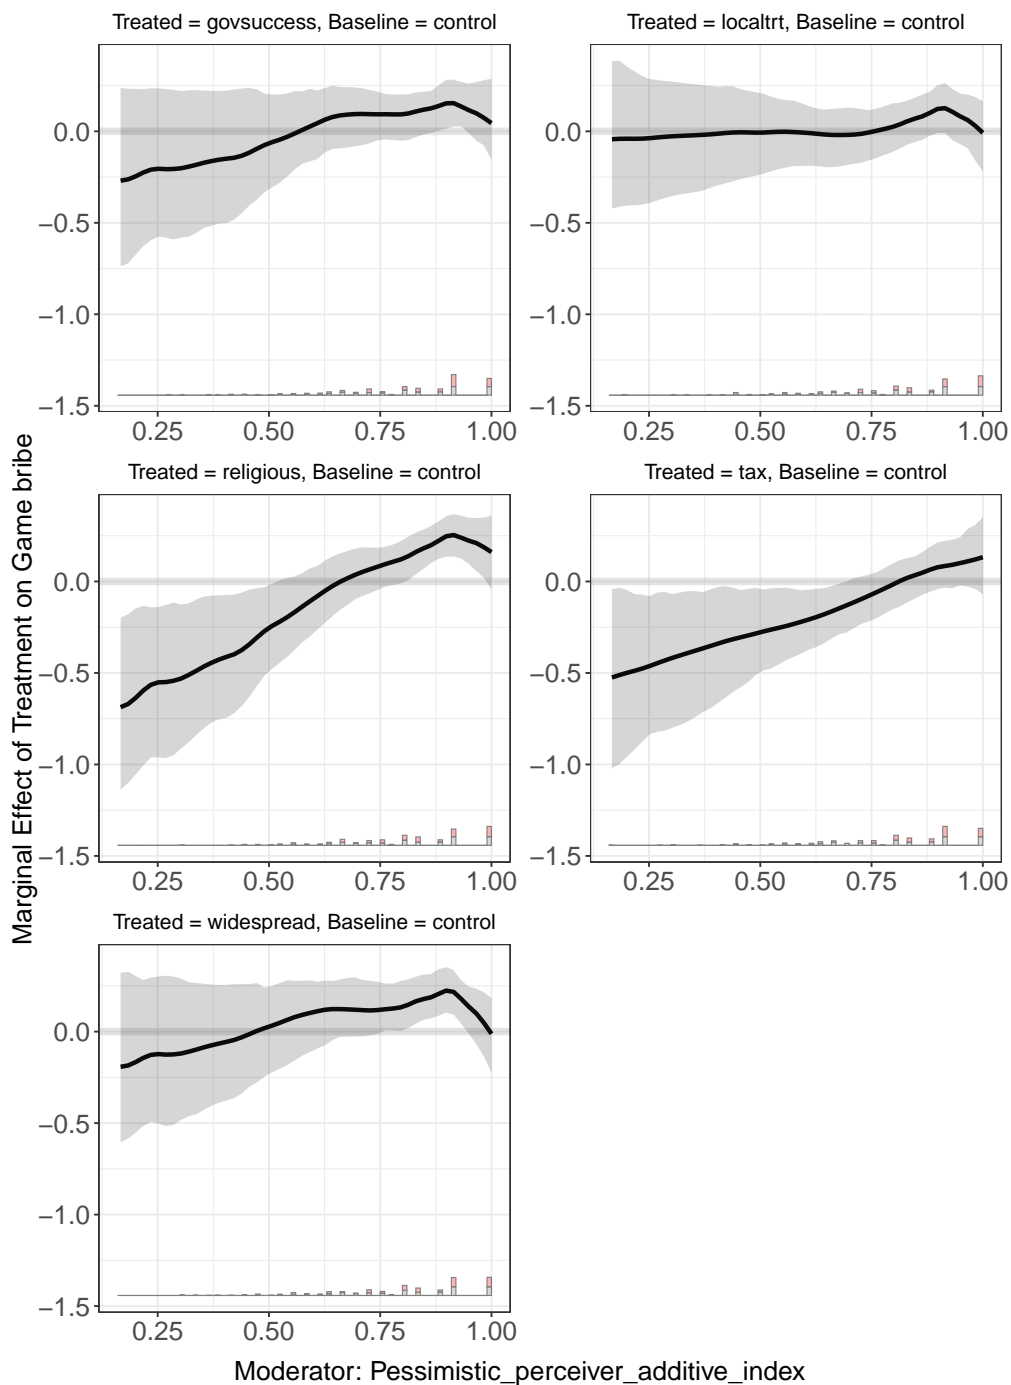 Treated = govsuccess, Baseline = control
0.0
−0.5
−1.0
−1.5
0.25 0.50 0.75 1.00
Treated = localtrt, Baseline = control
0.0
−0.5
−1.0
−1.5
0.25 0.50 0.75 1.00
Treated = religious, Baseline = control
0.0
−0.5
−1.0
−1.5
0.25 0.50 0.75 1.00
Treated = tax, Baseline = control
0.0
−0.5
−1.0
−1.5
0.25 0.50 0.75 1.00
Treated = widespread, Baseline = control
0.0
−0.5
−1.0
−1.5
0.25 0.50 0.75 1.00
Marginal Effect of Treatment on Game bribe
Moderator: Pessimistic_perceiver_additive_index